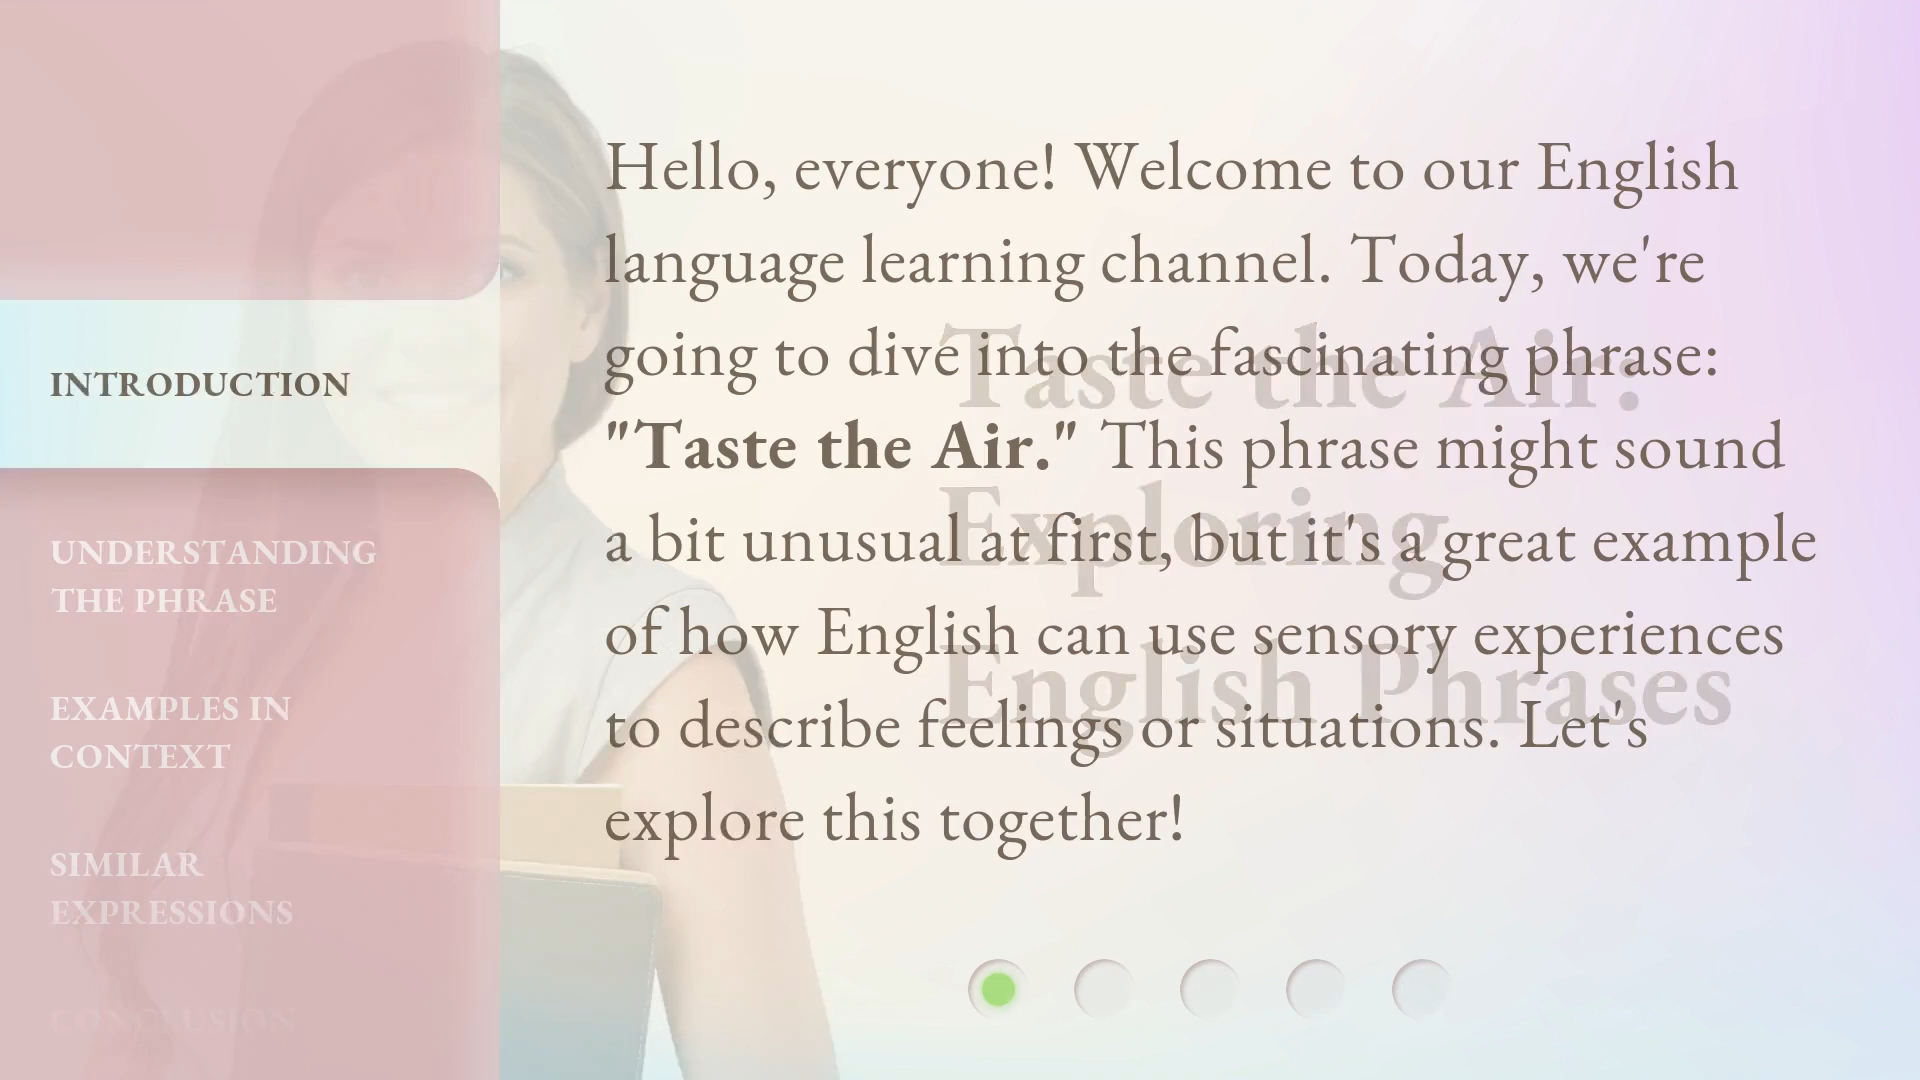 INTRODUCTION
UNDERSTANDING
THE PHRASE
EXAMPLES IN
CONTEXT
SIMILAR
EXPRESSIONS
CONCLUSION
Hello, everyone! Welcome to our English
language learning channel. Today, we're
going to dive into the fascinating phrase:
"Taste the Air." This phrase might sound
a bit unusual at first, but it's a great example
of how English can use sensory experiences
to describe feelings or situations. Let's
explore this together!
Taste the Air:
Exploring
English Phrases